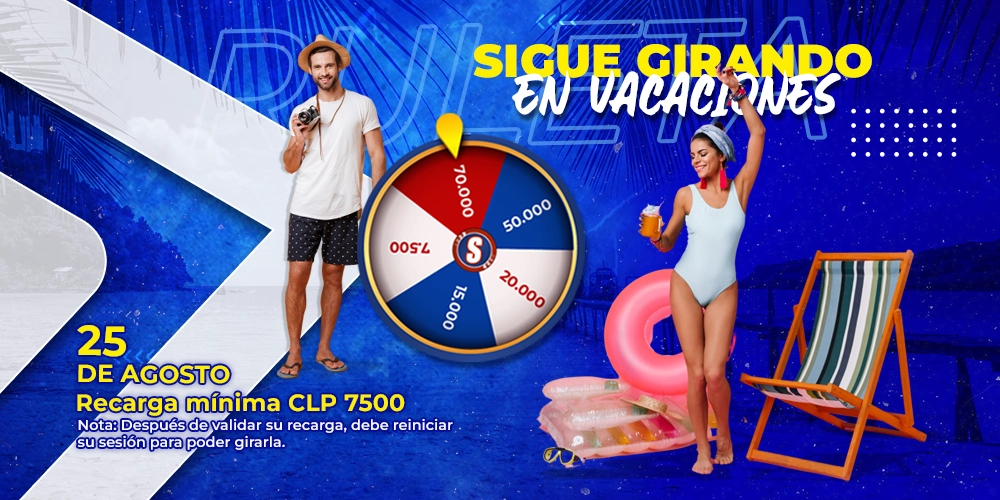 RULETA
SIGUE GIRANDO
EN VACACIONES
70.000
50.000
20.000
15.000
7.500
S
25
DE AGOSTO
Recarga mínima CLP 7500
Nota: Después de validar su recarga, debe reiniciar
su sesión para poder girarla.